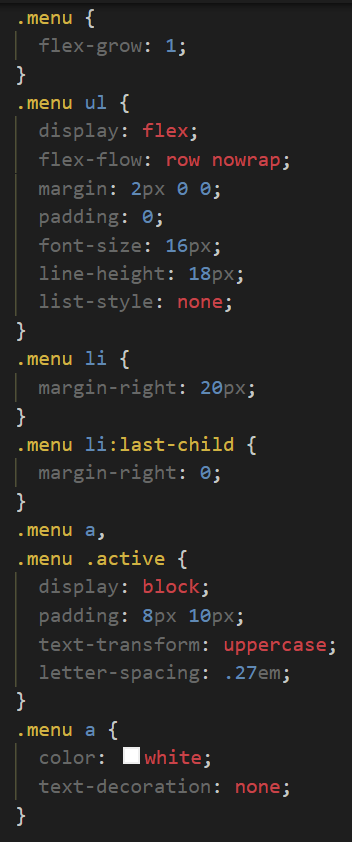 .menu {
flex-grow: 1;
}
.menu ul {
display: flex;
flex-flow: row nowrap;
margin: 2px 0 0;
padding: 0;
font-size: 16px;
line-height: 18px;
list-style: none;
}
.menu li {
margin-right: 20px;
}
.menu li:last-child {
margin-right: 0;
}
.menu a,
.menu .active {
display: block;
padding: 8px 10px;
text-transform: uppercase;
letter-spacing: .27em;
}
.menu a {
color: white;
text-decoration: none;
}